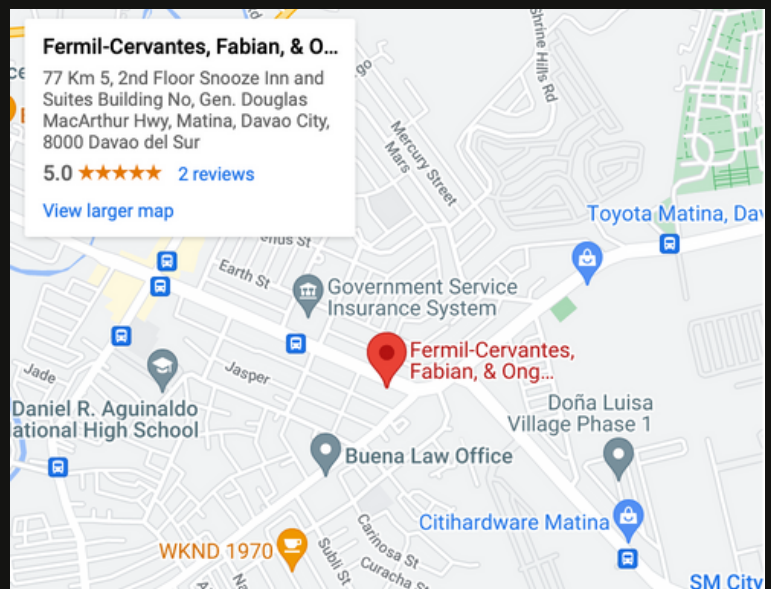 Fermil-Cervantes, Fabian, & O...
77 Km 5, 2nd Floor Snooze Inn and
Suites Building No, Gen. Douglas
MacArthur Hwy, Matina, Davao City,
8000 Davao del Sur
5.0 ★★★★★ 2 reviews
View larger map
Shrine Hills Rd
Mercury Street
Mars
Toyota Matina, Dav
Earth St
Government Service
Insurance System
Fermil-Cervantes,
Fabian, & Ong...
Jade
Jasper
Daniel R. Aguinaldo
ational High School
Doña Luisa
Village Phase 1
Buena Law Office
Citihardware Matina
WKND 1970
Subli St
Carinosa St
Curacha St
SM City